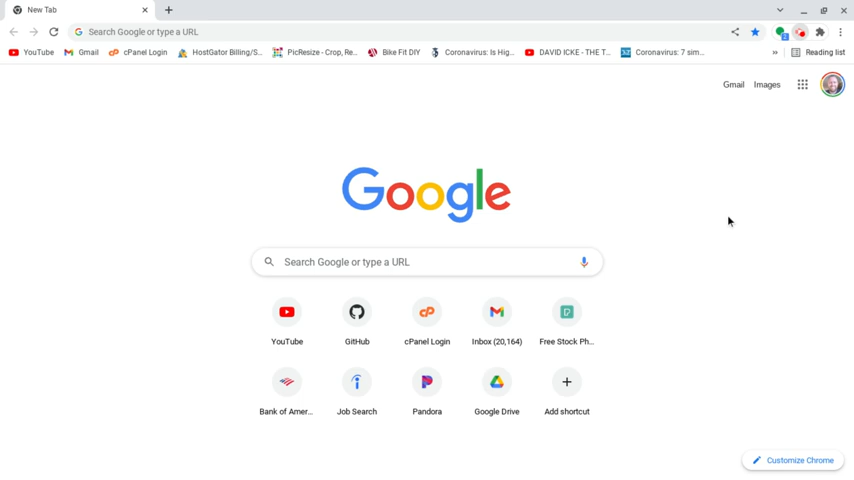 New Tab
Search Google or type a URL
YouTube Gmail cPanel Login HostGator Billing/S... PicResize - Crop, Re... Bike Fit DIY Coronavirus: Is Hig... DAVID ICKE - THE T... Coronavirus: 7 sim... » Reading list
Gmail Images
Google
Search Google or type a URL
YouTube GitHub cPanel Login Inbox (20,164) Free Stock Ph...
Bank of Amer... Job Search Pandora Google Drive Add shortcut
Customize Chrome